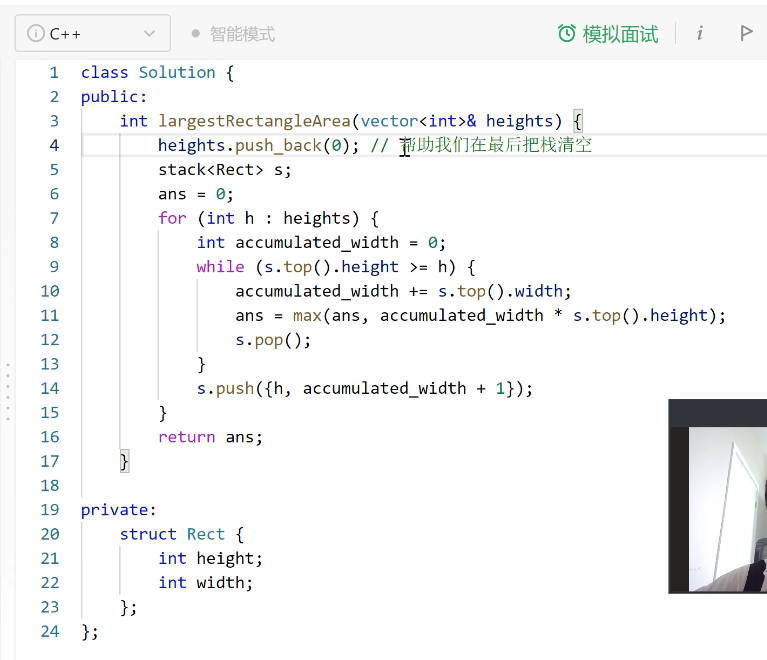 C++ 智能模式 模拟面试 i
1 class Solution {
2 public:
3 int largestRectangleArea(vector<int>& heights) {
4 heights.push_back(0); // 帮助我们在最后把栈清空
5 stack<Rect> s;
6 ans = 0;
7 for (int h : heights) {
8 int accumulated_width = 0;
9 while (s.top().height >= h) {
10 accumulated_width += s.top().width;
11 ans = max(ans, accumulated_width * s.top().height);
12 s.pop();
13 }
14 s.push({h, accumulated_width + 1});
15 }
16 return ans;
17 }
18
19 private:
20 struct Rect {
21 int height;
22 int width;
23 };
24 };